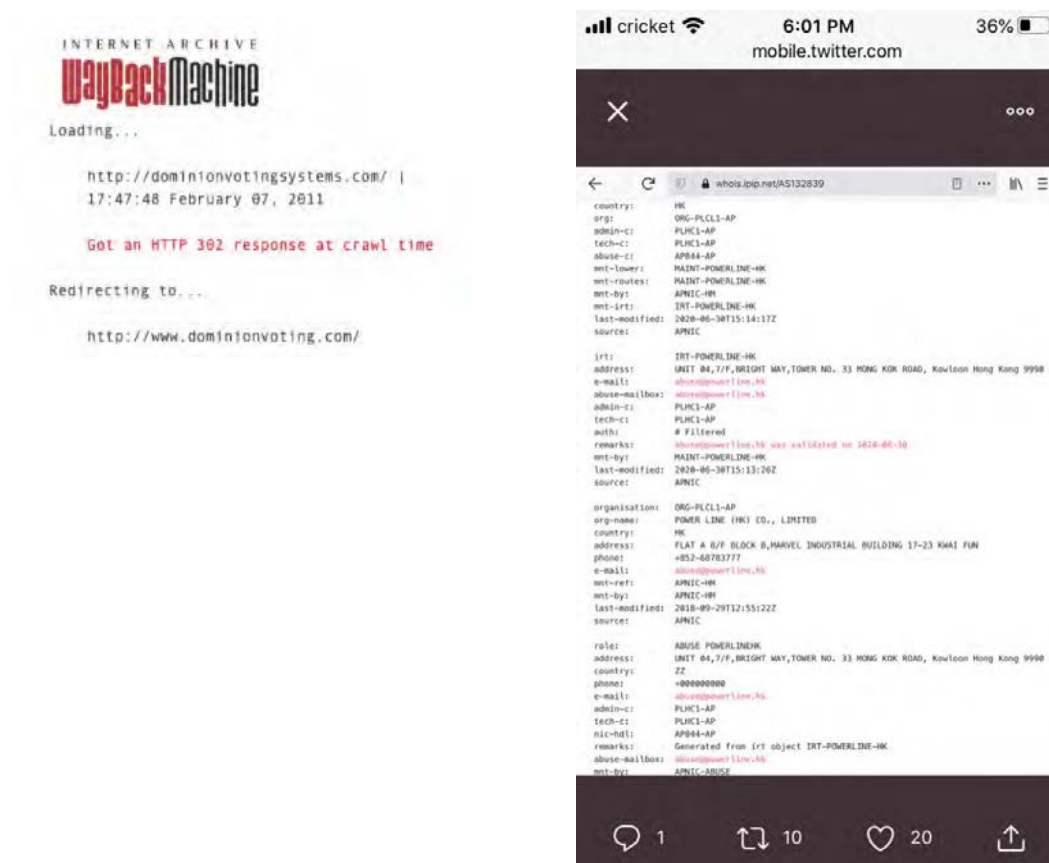 INTERNET ARCHIVE
WayBackMachine
Loading...
http://dominionvotingsystems.com/ |
17:47:48 February 07, 2011
Got an HTTP 302 response at crawl time
Redirecting to...
http://www.dominionvoting.com/
cricket 6:01 PM 36%
mobile.twitter.com
whois.ipip.net/AS132839
country: HK
org: ORG-PLCL1-AP
admin-c: PLHC1-AP
tech-c: PLHC1-AP
abuse-c: AP844-AP
mnt-lower: MAINT-POWERLINE-HK
mnt-routes: MAINT-POWERLINE-HK
mnt-by: APNIC-HM
mnt-irt: IRT-POWERLINE-HK
last-modified: 2020-06-30T15:14:17Z
source: APNIC
irt: IRT-POWERLINE-HK
address: UNIT 04,7/F,BRIGHT WAY,TOWER NO. 33 MONG KOK ROAD, Kowloon Hong Kong 9990
e-mail: abuse@powerline.hk
abuse-mailbox: abuse@powerline.hk
admin-c: PLHC1-AP
tech-c: PLHC1-AP
auth: # Filtered
remarks: abuse@powerline.hk was validated on 2020-06-30
mnt-by: MAINT-POWERLINE-HK
last-modified: 2020-06-30T15:13:26Z
source: APNIC
organisation: ORG-PLCL1-AP
org-name: POWER LINE (HK) CO., LIMITED
country: HK
address: FLAT A 8/F BLOCK B,MARVEL INDUSTRIAL BUILDING 17-23 KWAI FUN
phone: +852-68783777
e-mail: abuse@powerline.hk
mnt-ref: APNIC-HM
mnt-by: APNIC-HM
last-modified: 2018-09-29T12:55:22Z
source: APNIC
role: ABUSE POWERLINEHK
address: UNIT 04,7/F,BRIGHT WAY,TOWER NO. 33 MONG KOK ROAD, Kowloon Hong Kong 9990
country: ZZ
phone: +000000000
e-mail: abuse@powerline.hk
admin-c: PLHC1-AP
tech-c: PLHC1-AP
nic-hdl: AP844-AP
remarks: Generated from irt object IRT-POWERLINE-HK
abuse-mailbox: abuse@powerline.hk
mnt-by: APNIC-ABUSE
1 10 20